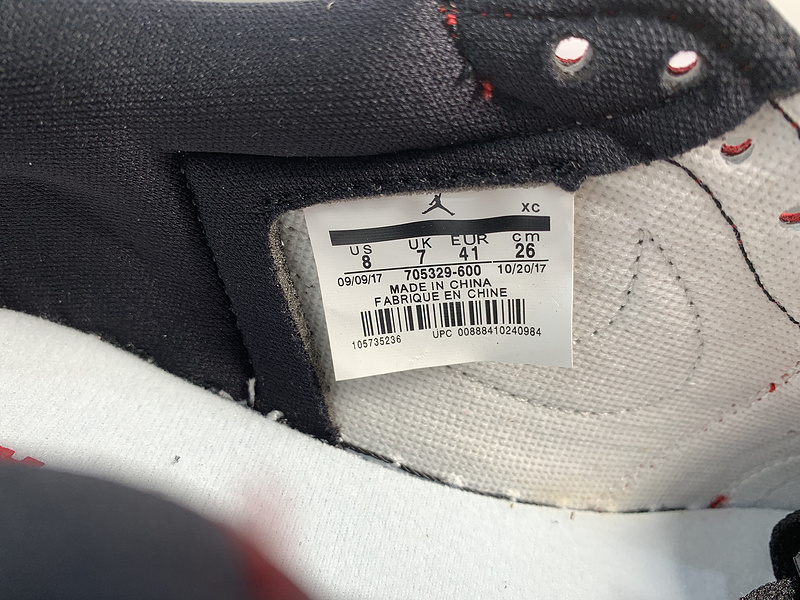 XC
US UK EUR cm
8 7 41 26
09/09/17 705329-600 10/20/17
MADE IN CHINA
FABRIQUE EN CHINE
105735236 UPC 00888410240984